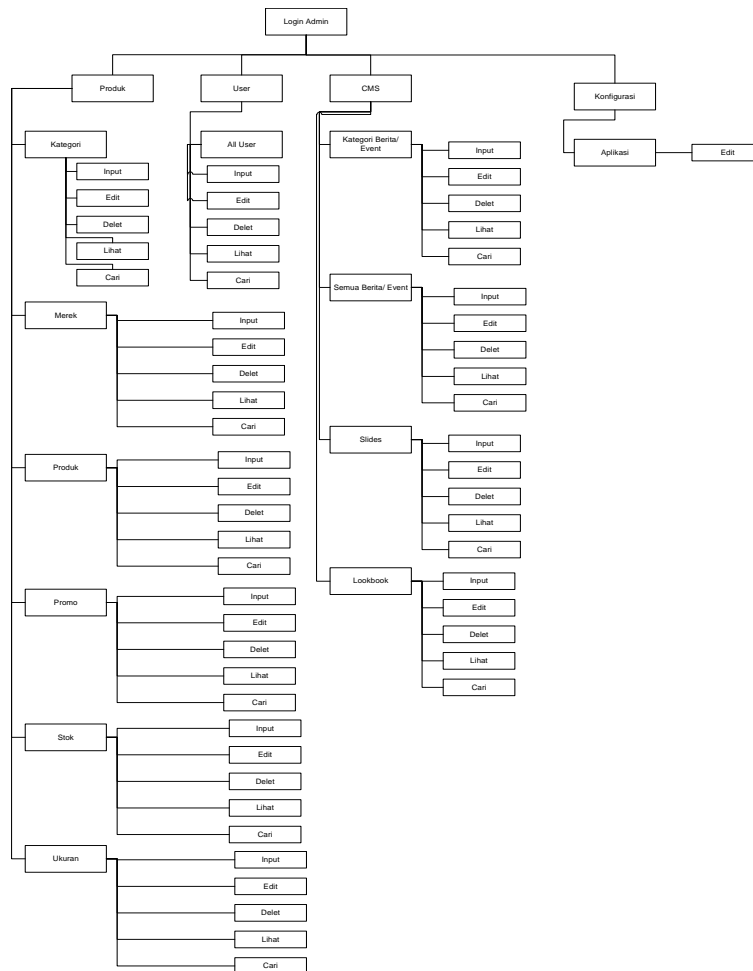 Login Admin
Produk
User
CMS
Konfigurasi
Kategori
Input
Edit
Delet
Lihat
Cari
Merek
Input
Edit
Delet
Lihat
Cari
Produk
Input
Edit
Delet
Lihat
Cari
Promo
Input
Edit
Delet
Lihat
Cari
Stok
Input
Edit
Delet
Lihat
Cari
Ukuran
Input
Edit
Delet
Lihat
Cari
All User
Input
Edit
Delet
Lihat
Cari
Kategori Berita/
Event
Input
Edit
Delet
Lihat
Cari
Semua Berita/ Event
Input
Edit
Delet
Lihat
Cari
Slides
Input
Edit
Delet
Lihat
Cari
Lookbook
Input
Edit
Delet
Lihat
Cari
Aplikasi
Edit